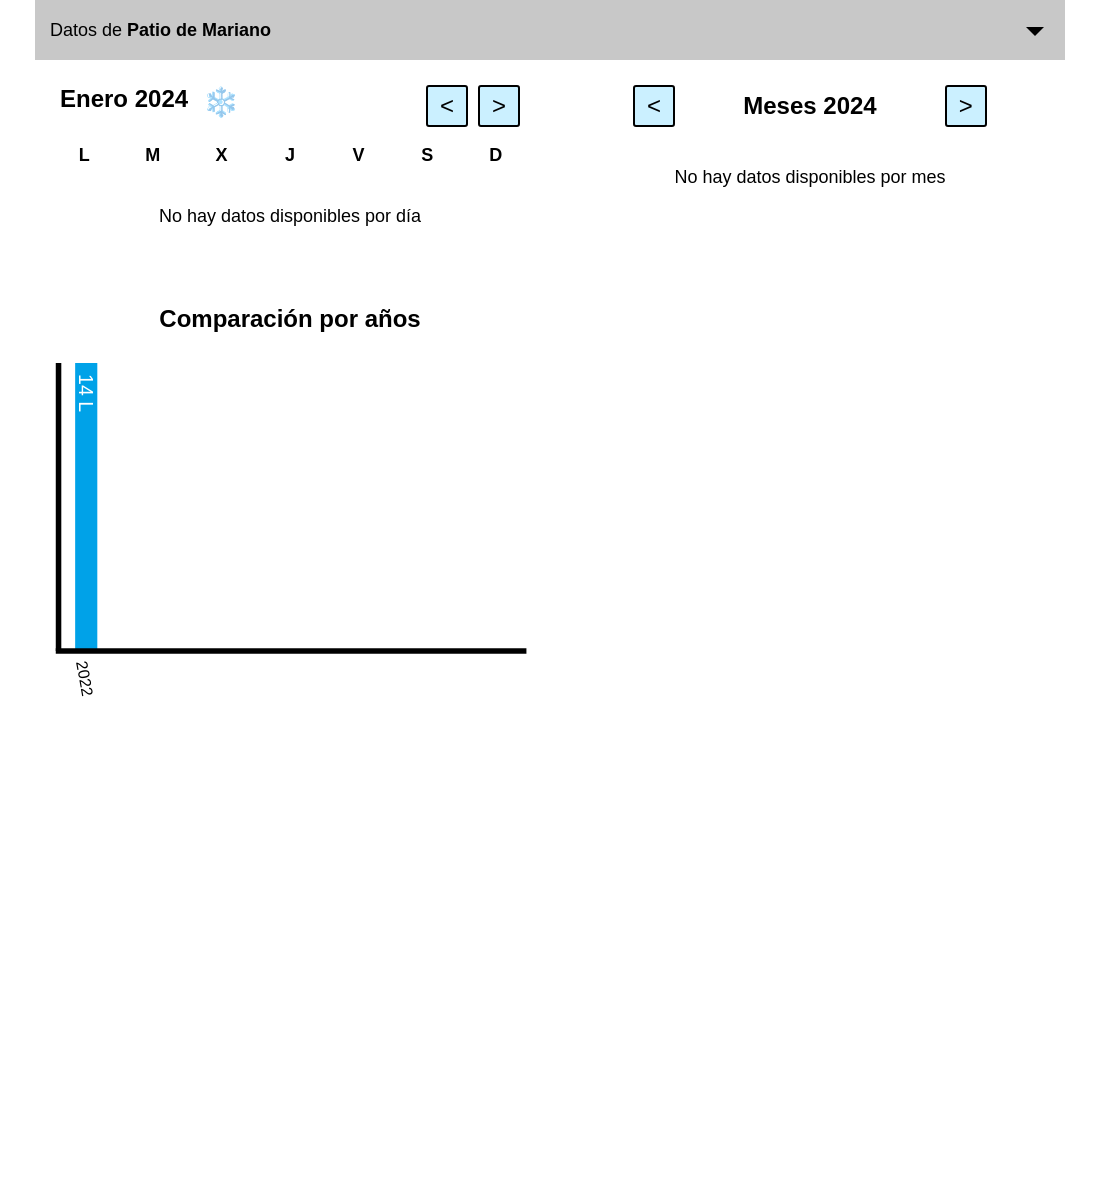 Datos de Patio de Mariano
Enero 2024
< >
L M X J V S D
No hay datos disponibles por día
< Meses 2024 >
No hay datos disponibles por mes
Comparación por años
14 L
2022